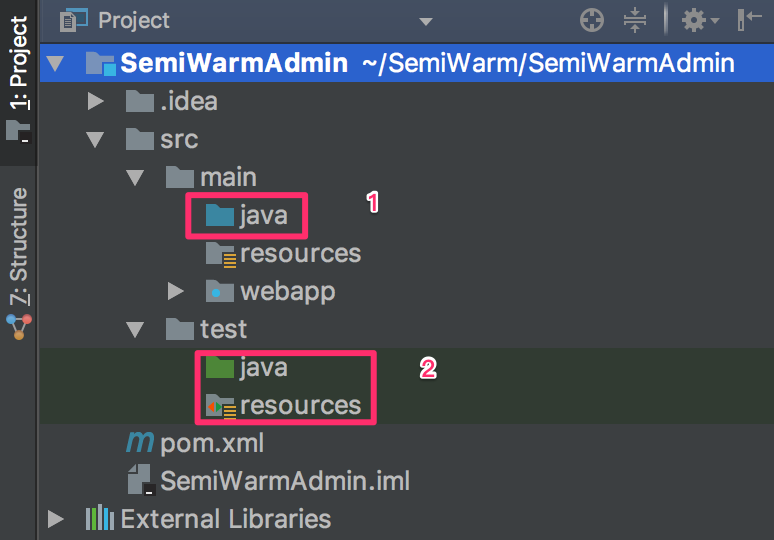 Project
1: Project
SemiWarmAdmin ~/SemiWarm/SemiWarmAdmin
.idea
src
main
java
1
resources
7: Structure
webapp
test
java
2
resources
m pom.xml
SemiWarmAdmin.iml
External Libraries